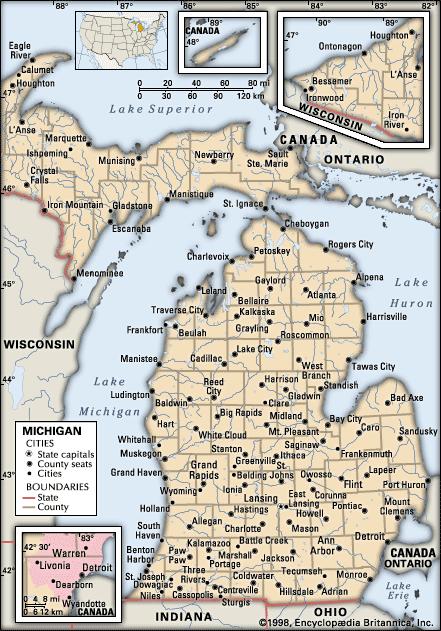 88° 87° 86° 85° 84° 83° 82°
Eagle River
Calumet
Houghton
47°
L'Anse
Marquette
Ishpeming
Crystal Falls
46°
Iron Mountain
Munising
Newberry
Sault Ste. Marie
Manistique
Gladstone
Escanaba
Menominee
St. Ignace
Lake Superior
0 20 40 60 80 mi
0 30 60 90 120 km
CANADA
89°
48°
90° 89°
Houghton
Ontonagon
47°
L'Anse
Bessemer
Ironwood
Iron River
WISCONSIN
CANADA
ONTARIO
Cheboygan
Rogers City
Petoskey
Charlevoix
45°
Gaylord
Alpena
Leland
Bellaire
Atlanta
Lake Huron
Traverse City
Kalkaska
Grayling
Mio
Harrisville
Frankfort
Beulah
Roscommon
WISCONSIN
Lake City
Manistee
Cadillac
West Branch
Tawas City
44°
Lake Michigan
Reed City
Harrison
Gladwin
Standish
Ludington
Baldwin
Clare
Bad Axe
Hart
Big Rapids
Midland
Bay City
Mt. Pleasant
Caro
Sandusky
Whitehall
White Cloud
Saginaw
Muskegon
Stanton
Ithaca
Frankenmuth
Grand Haven
Greenville
St. Johns
Lapeer
43°
Grand Rapids
Belding
Owosso
Flint
Port Huron
Wyoming
Ionia
East Lansing
Corunna
Holland
Hastings
Lansing
Howell
Pontiac
Mount Clemens
South Haven
Allegan
Charlotte
Mason
Detroit
Benton Harbor
Kalamazoo
Battle Creek
Ann Arbor
CANADA
ONTARIO
42°
Paw Paw
Marshall
Jackson
Portage
St. Joseph
Three Rivers
Coldwater
Tecumseh
Monroe
Lake Erie
Dowagiac
Niles
Cassopolis
Centreville
Sturgis
Hillsdale
Adrian
INDIANA
OHIO
MICHIGAN
CITIES
State capitals
County seats
Cities
BOUNDARIES
State
County
83°
42° 30'
Warren
Livonia
Detroit
Dearborn
Wyandotte
0 4 8 mi
0 6 12 km
CANADA
©1998, Encyclopædia Britannica, Inc.